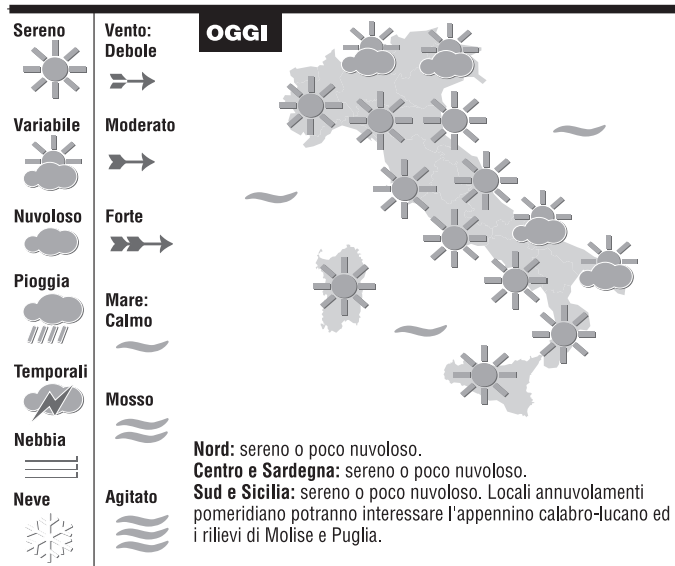 Sereno
Variabile
Nuvoloso
Pioggia
Temporali
Nebbia
Neve
Vento:
Debole
Moderato
Forte
Mare:
Calmo
Mosso
Agitato
OGGI
Nord: sereno o poco nuvoloso.
Centro e Sardegna: sereno o poco nuvoloso.
Sud e Sicilia: sereno o poco nuvoloso. Locali annuvolamenti
pomeridiano potranno interessare l'appennino calabro-lucano ed
i rilievi di Molise e Puglia.